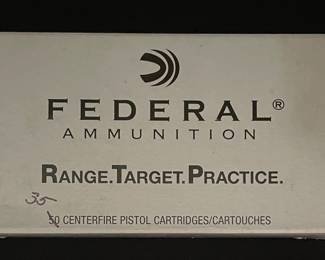 FEDERAL®
AMMUNITION
RANGE.TARGET.PRACTICE.
35
50 CENTERFIRE PISTOL CARTRIDGES/CARTOUCHES